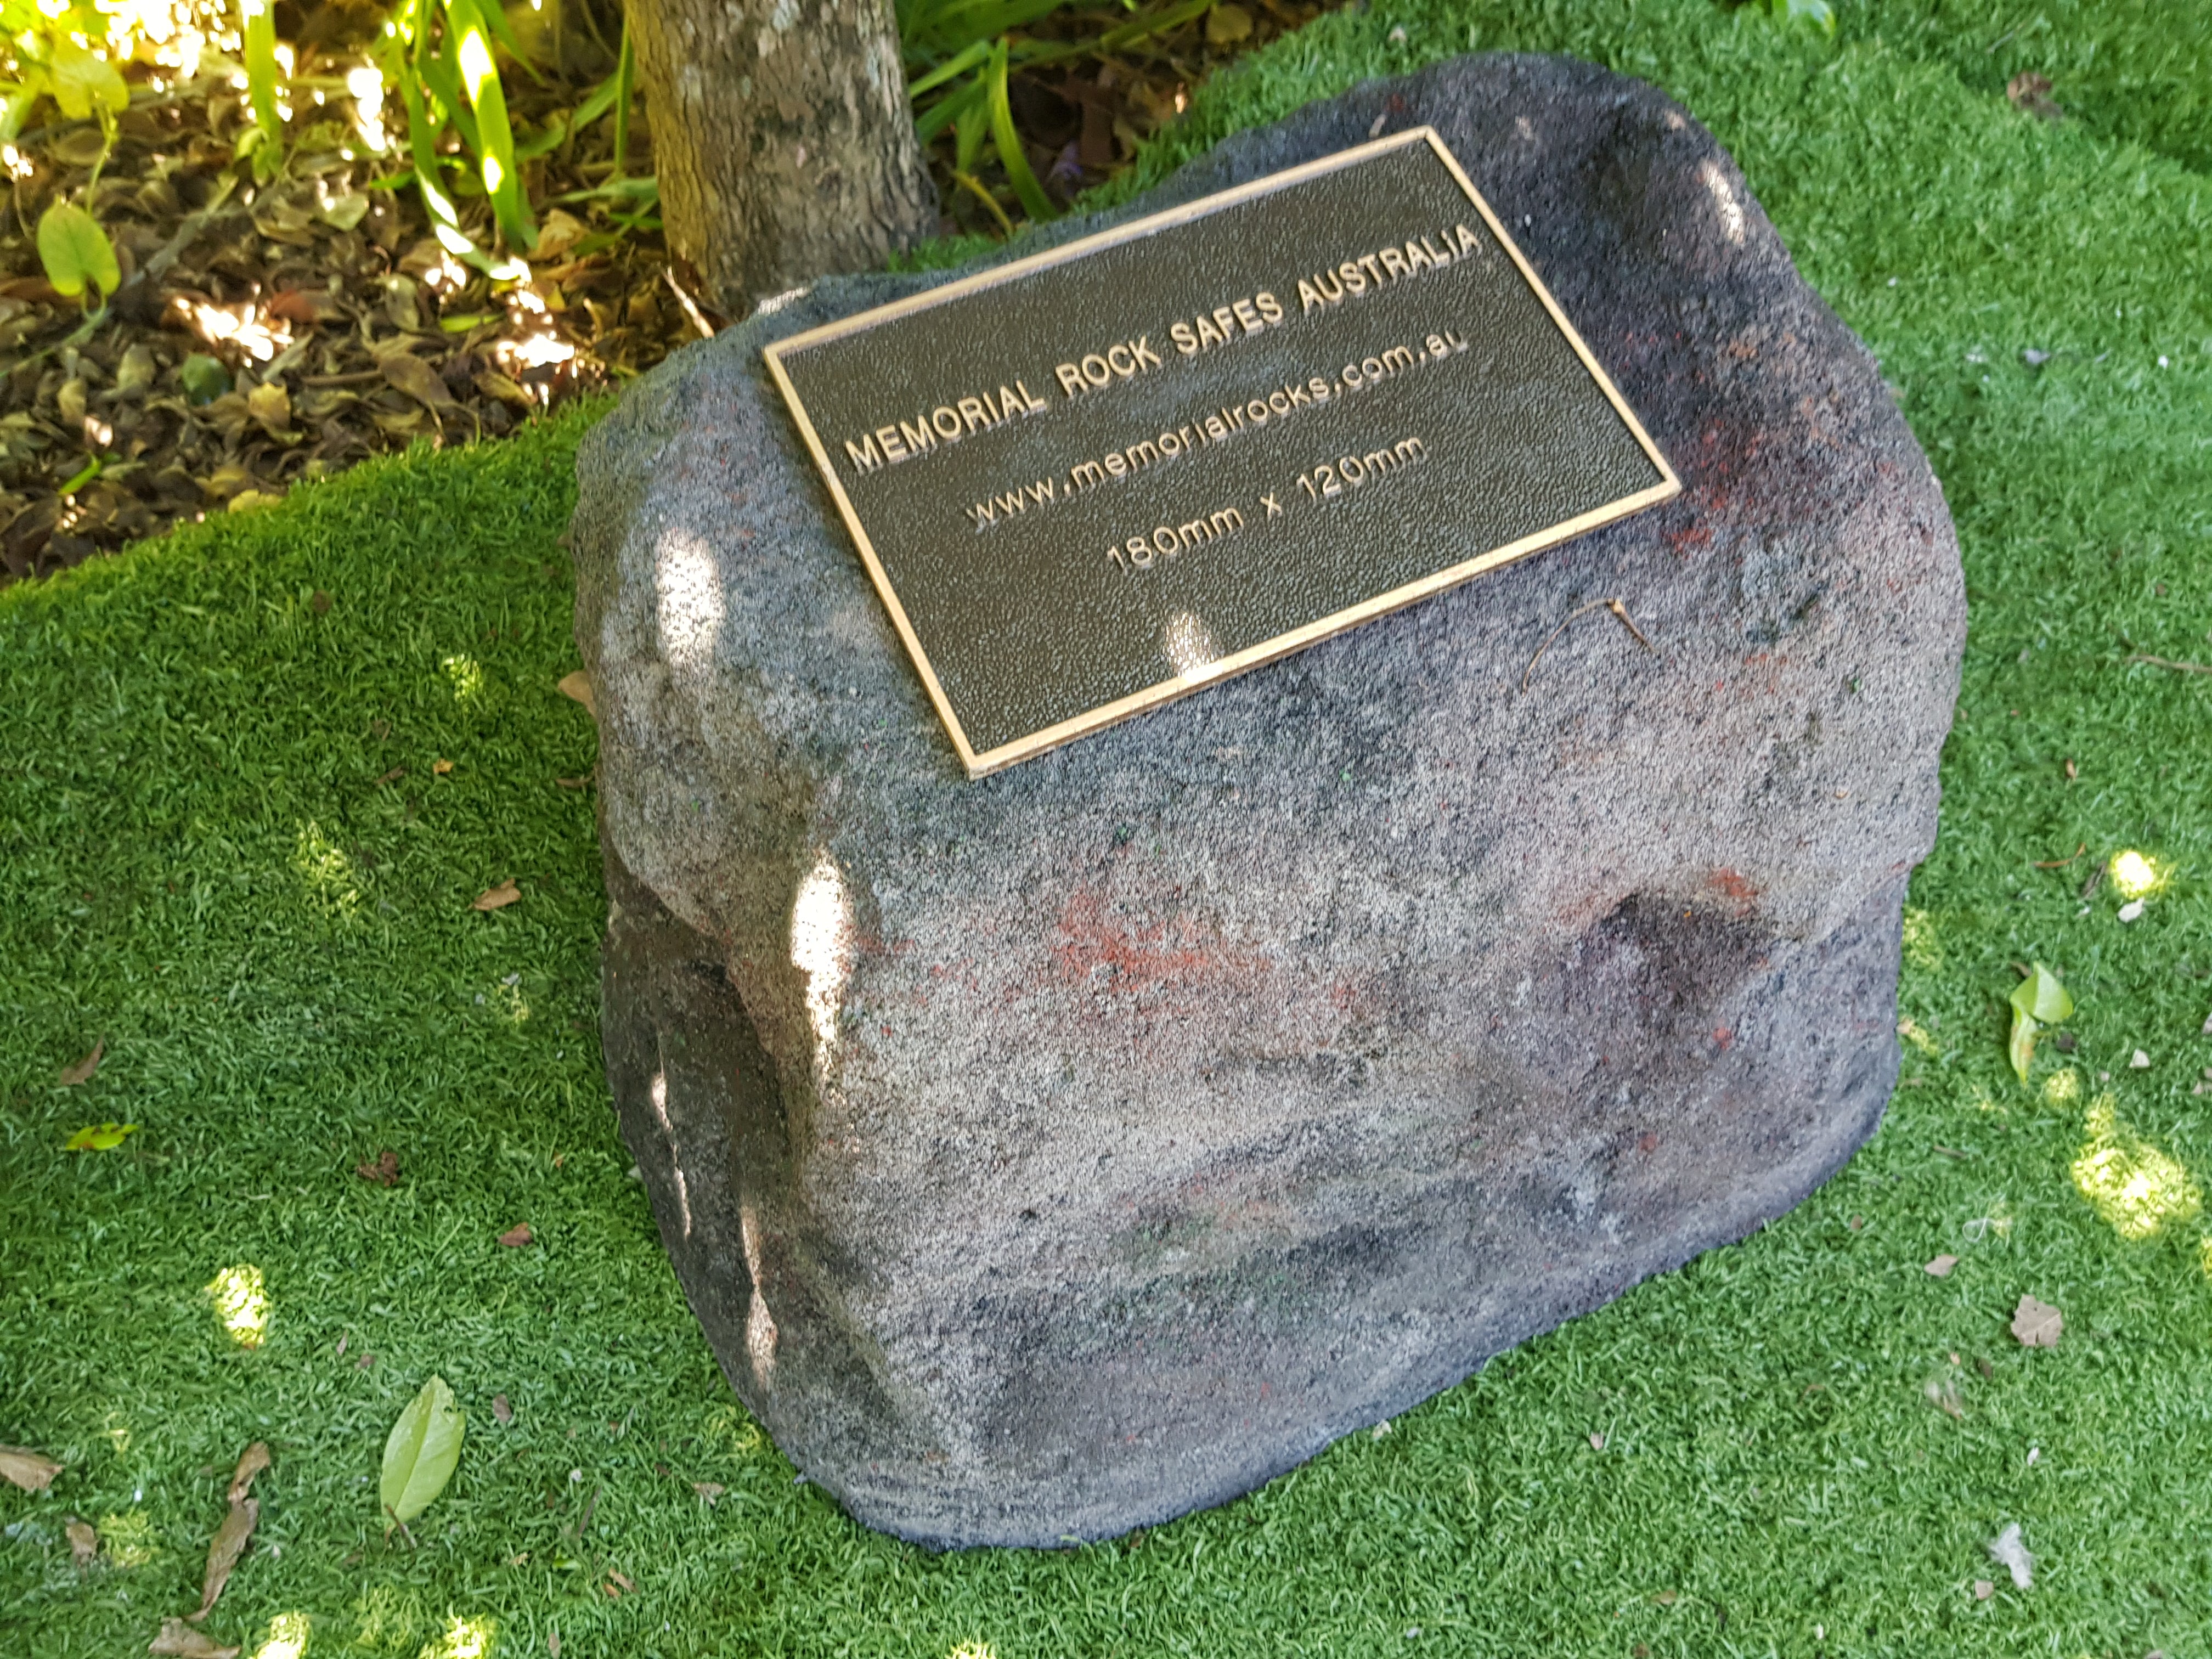 MEMORIAL ROCK SAFES AUSTRALIA
www.memorialrocks.com.au
180mm x 120mm